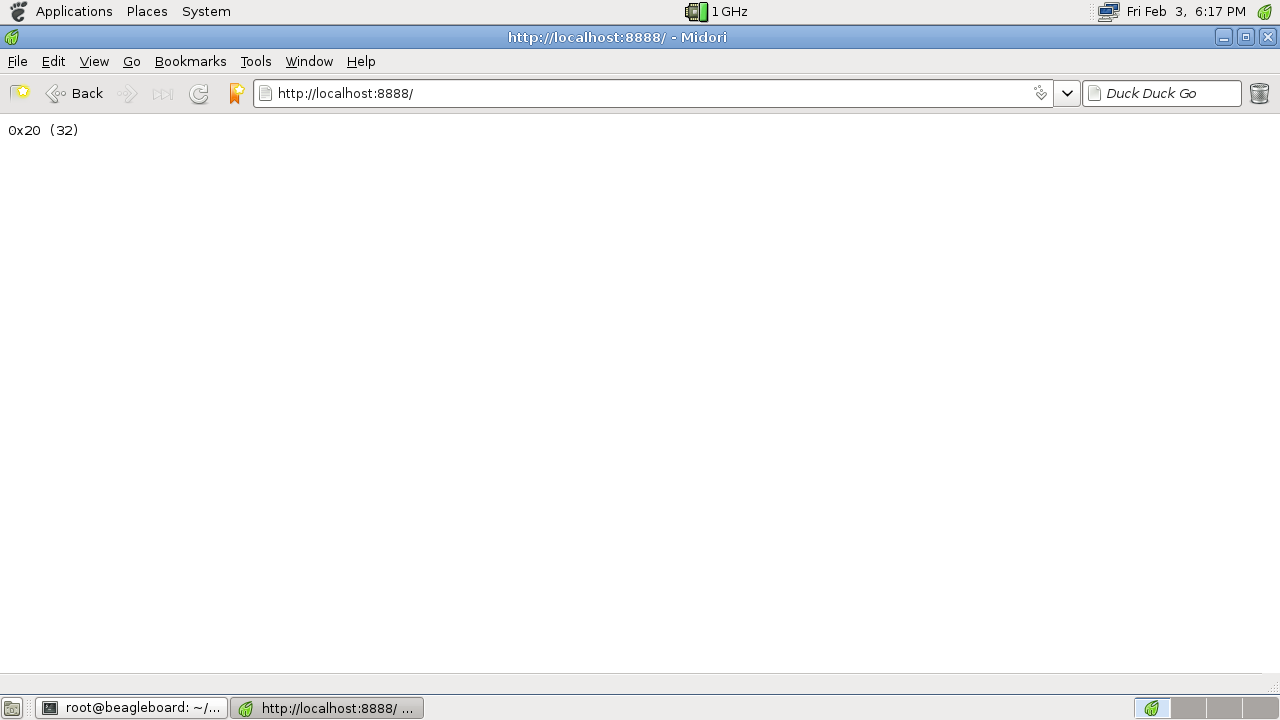 Applications Places System 1 GHz Fri Feb 3, 6:17 PM
http://localhost:8888/ - Midori
File Edit View Go Bookmarks Tools Window Help
Back http://localhost:8888/ Duck Duck Go
0x20 (32)
root@beagleboard: ~/... http://localhost:8888/ ...